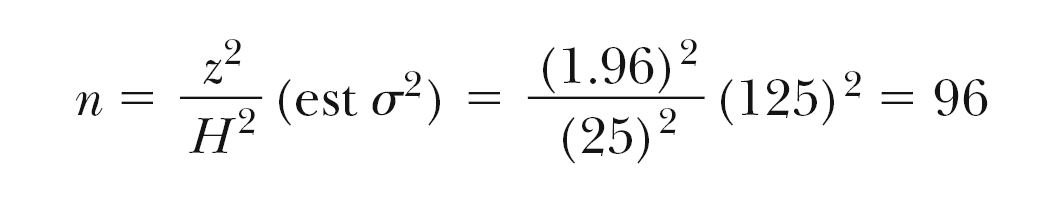 n = z²/H² (est σ²) = (1.96)²/(25)² (125)² = 96